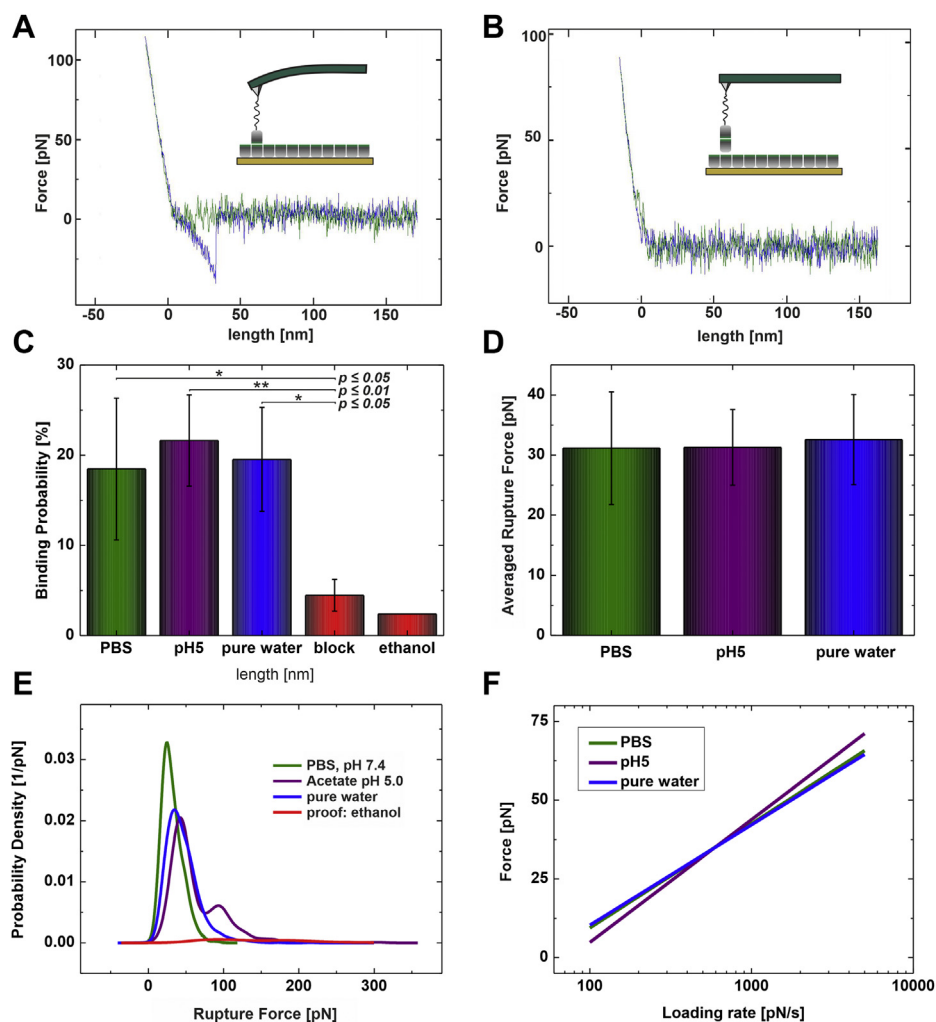 A
Force [pN]
100
50
0
-50
0
50
100
150
length [nm]
B
Force [pN]
100
50
0
-50
0
50
100
150
length [nm]
C
Binding Probability [%]
30
20
10
0
* p ≤ 0.05
** p ≤ 0.01
* p ≤ 0.05
PBS pH5 pure water block ethanol
length [nm]
D
Averaged Rupture Force [pN]
40
30
20
10
0
PBS pH5 pure water
E
Probability Density [1/pN]
0.03
0.02
0.01
0.00
PBS, pH 7.4
Acetate pH 5.0
pure water
proof: ethanol
0 100 200 300
Rupture Force [pN]
F
Force [pN]
75
50
25
0
PBS
pH5
pure water
100 1000 10000
Loading rate [pN/s]